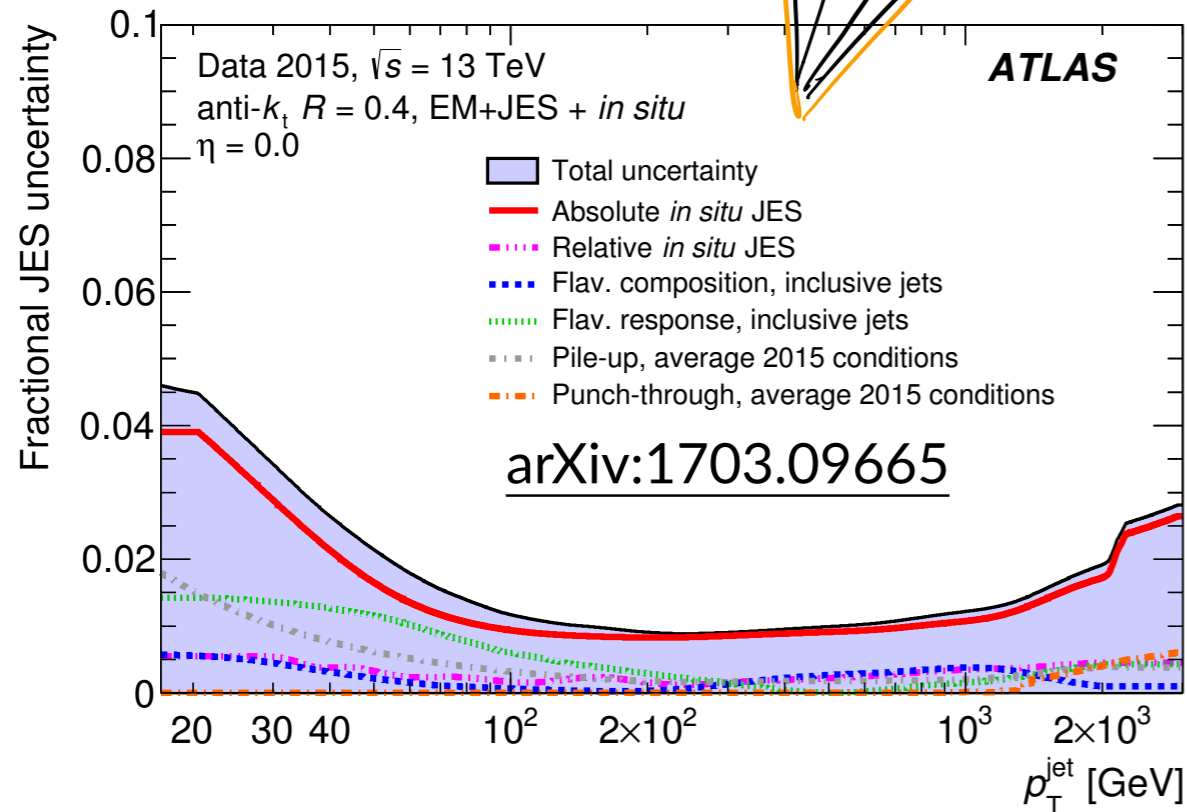 Fractional JES uncertainty
0.1
0.08
0.06
0.04
0.02
0
Data 2015, √s = 13 TeV
anti-kₜ R = 0.4, EM+JES + in situ
η = 0.0
ATLAS
Total uncertainty
Absolute in situ JES
Relative in situ JES
Flav. composition, inclusive jets
Flav. response, inclusive jets
Pile-up, average 2015 conditions
Punch-through, average 2015 conditions
arXiv:1703.09665
20 30 40 10² 2×10² 10³ 2×10³
p_T^jet [GeV]